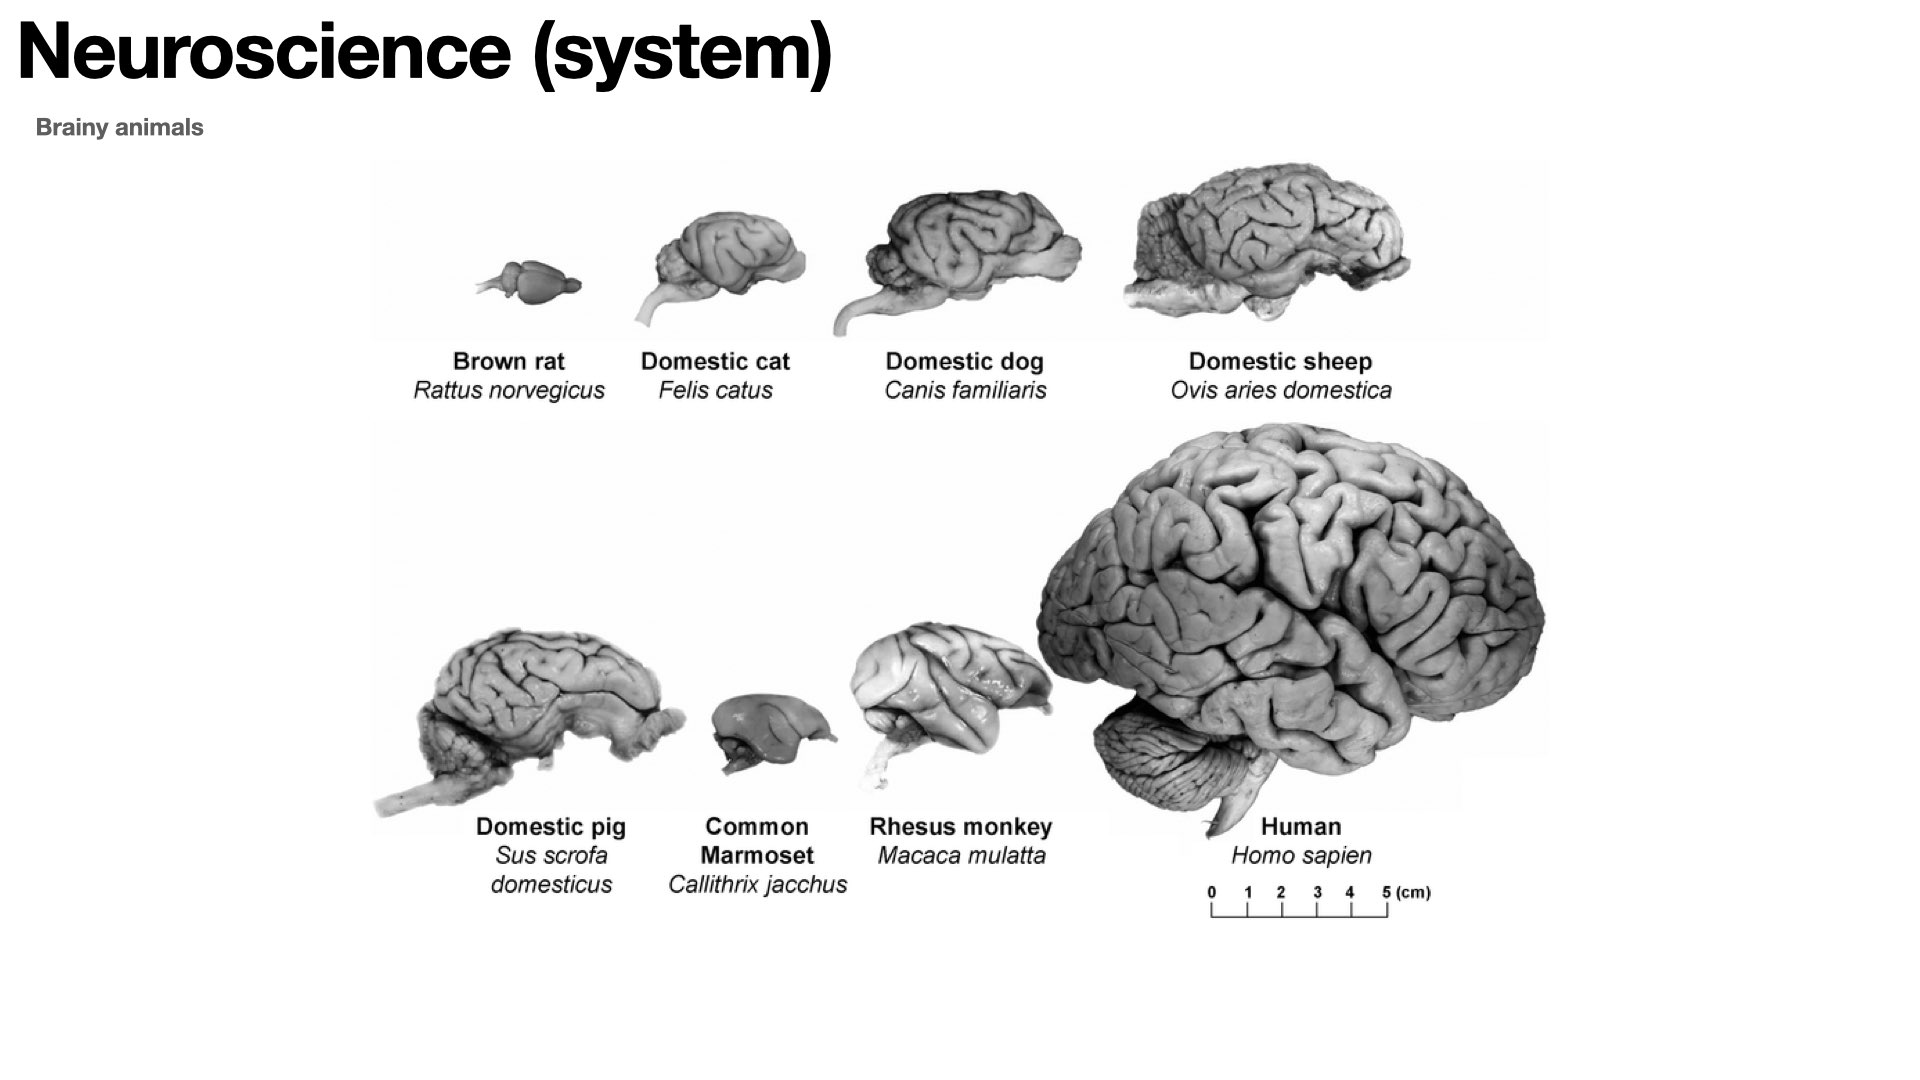 Neuroscience (system)
Brainy animals
Brown rat
Rattus norvegicus
Domestic cat
Felis catus
Domestic dog
Canis familiaris
Domestic sheep
Ovis aries domestica
Domestic pig
Sus scrofa
domesticus
Common
Marmoset
Callithrix jacchus
Rhesus monkey
Macaca mulatta
Human
Homo sapien
0 1 2 3 4 5 (cm)